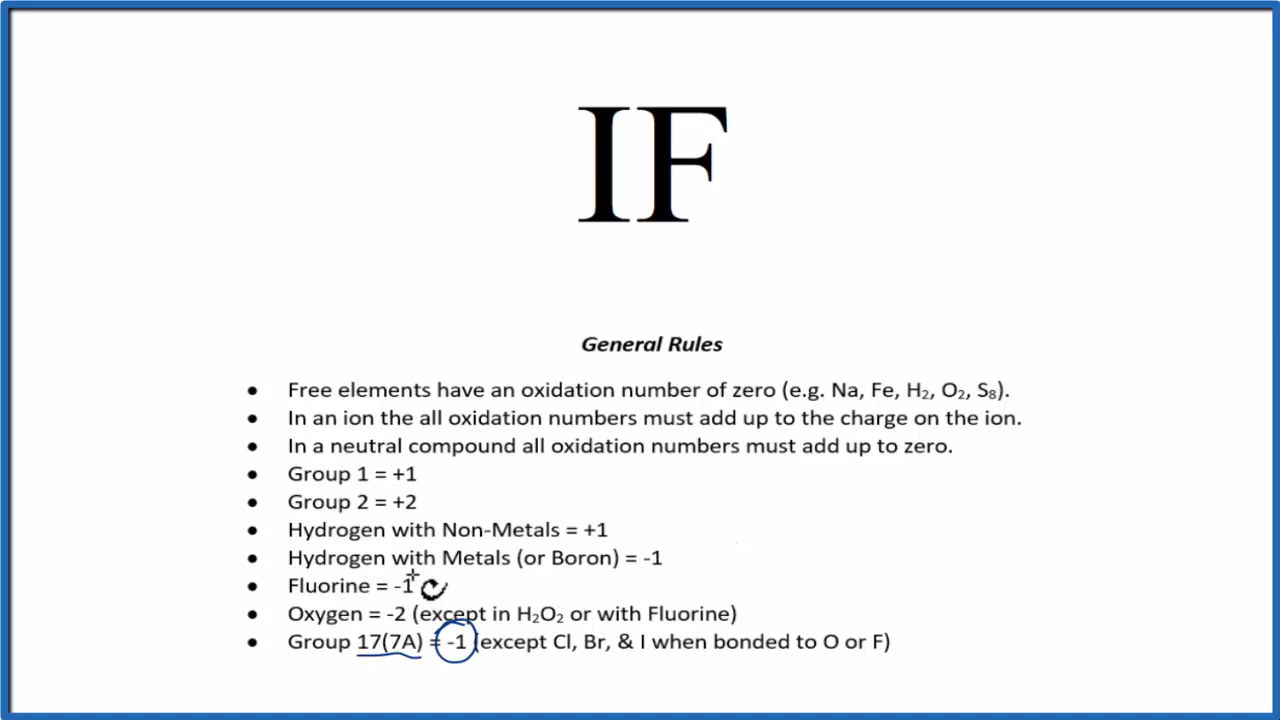 IF
General Rules
• Free elements have an oxidation number of zero (e.g. Na, Fe, H₂, O₂, S₈).
• In an ion the all oxidation numbers must add up to the charge on the ion.
• In a neutral compound all oxidation numbers must add up to zero.
• Group 1 = +1
• Group 2 = +2
• Hydrogen with Non-Metals = +1
• Hydrogen with Metals (or Boron) = -1
• Fluorine = -1
• Oxygen = -2 (except in H₂O₂ or with Fluorine)
• Group 17(7A) = -1 (except Cl, Br, & I when bonded to O or F)